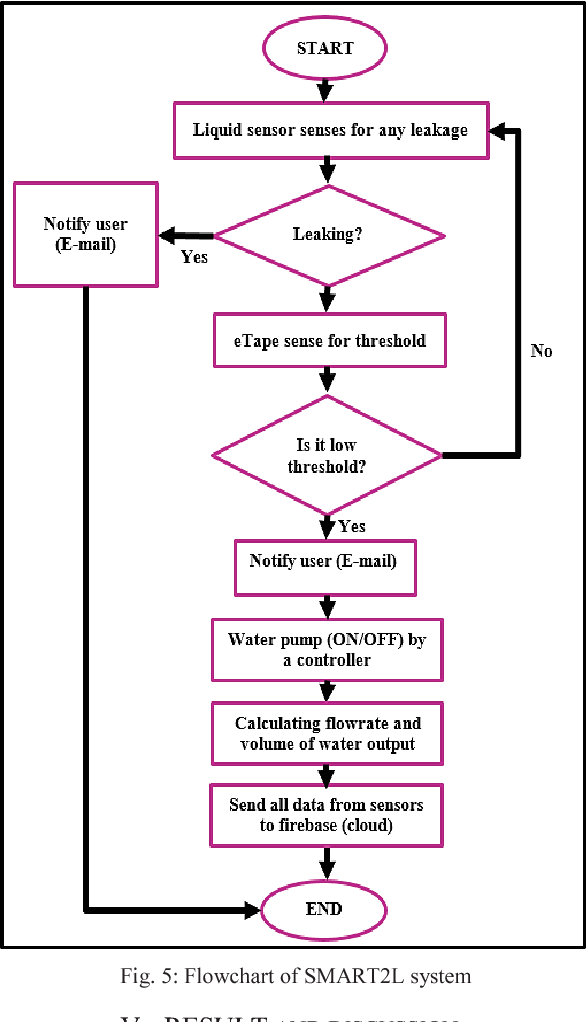 START
Liquid sensor senses for any leakage
Leaking?
Notify user
(E-mail)
Yes
eTape sense for threshold
No
Is it low
threshold?
Yes
Notify user (E-mail)
Water pump (ON/OFF) by
a controller
Calculating flowrate and
volume of water output
Send all data from sensors
to firebase (cloud)
END
Fig. 5: Flowchart of SMART2L system
V. RESULT AND DISCUSSION